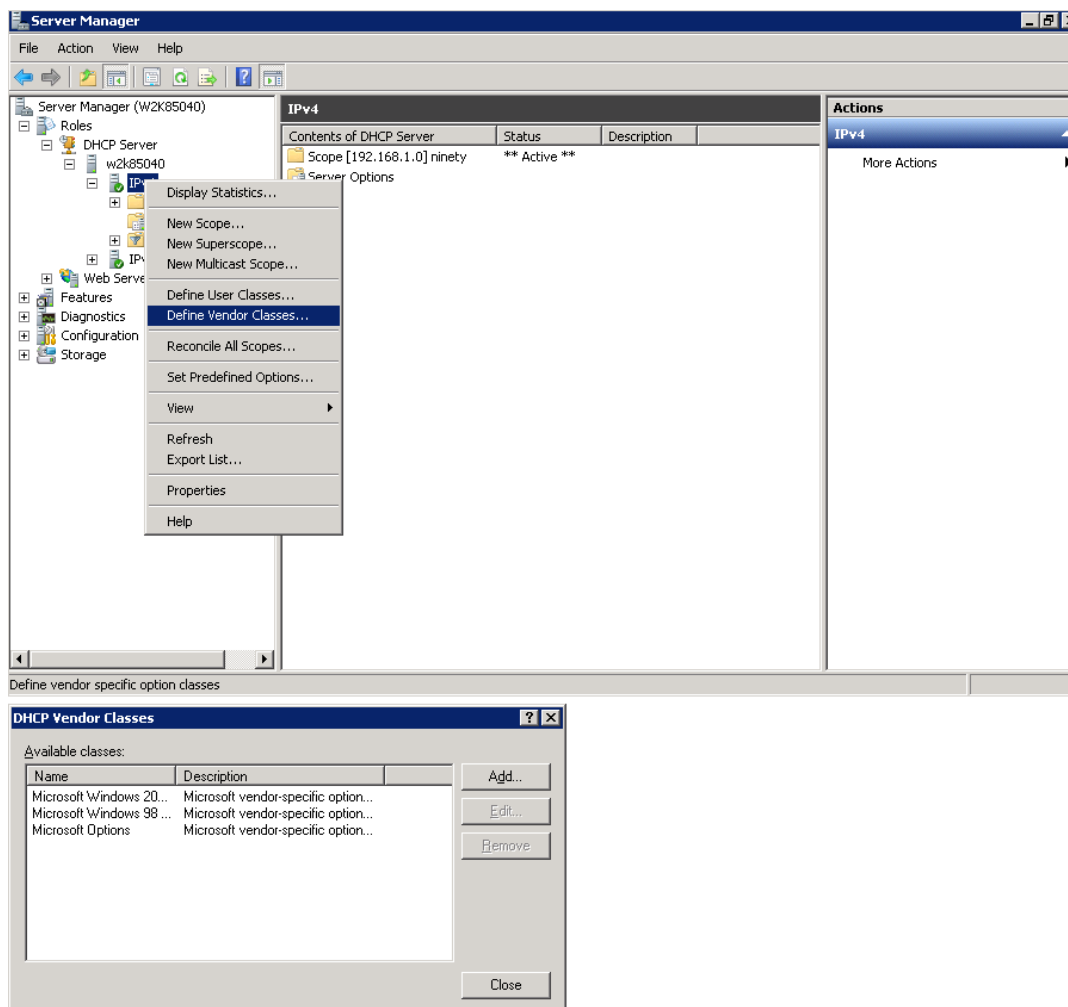 Server Manager
File Action View Help
Server Manager (W2K85040)
Roles
DHCP Server
w2k85040
Web Serve
Features
Diagnostics
Configuration
Storage
Display Statistics...
New Scope...
New Superscope...
New Multicast Scope...
Define User Classes...
Define Vendor Classes...
Reconcile All Scopes...
Set Predefined Options...
View
Refresh
Export List...
Properties
Help
IPv4
Contents of DHCP Server Status Description
Scope [192.168.1.0] ninety ** Active **
Server Options
Actions
IPv4
More Actions
Define vendor specific option classes
DHCP Vendor Classes
Available classes:
Name Description
Microsoft Windows 20... Microsoft vendor-specific option...
Microsoft Windows 98 ... Microsoft vendor-specific option...
Microsoft Options Microsoft vendor-specific option...
Add...
Edit...
Remove
Close